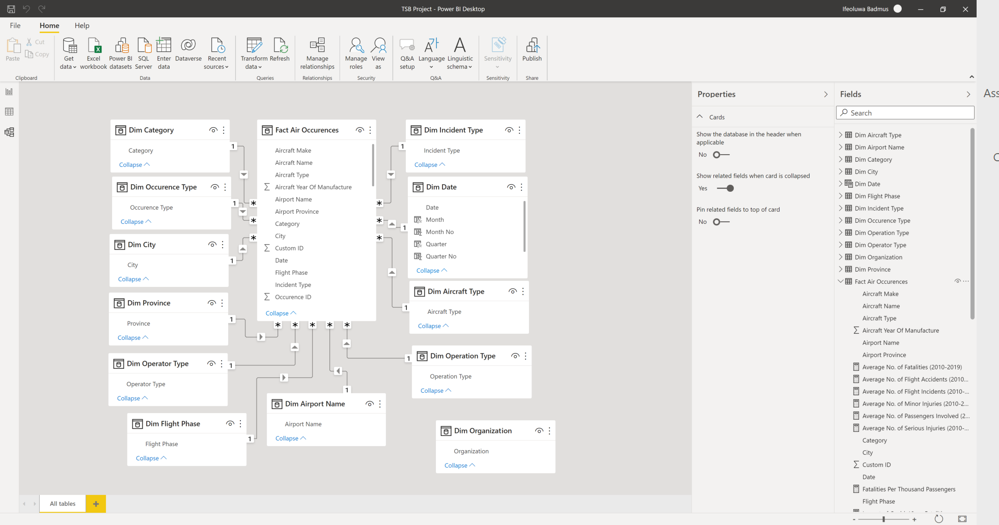 TSB Project - Power BI Desktop
Ifeoluwa Badmus
File
Home
Help
Paste
Cut
Copy
Clipboard
Get data
Excel workbook
Power BI datasets
SQL Server
Enter data
Dataverse
Recent sources
Data
Transform data
Refresh
Queries
Manage relationships
Relationships
Manage roles
View as
Security
Q&A setup
Language
Linguistic schema
Q&A
Sensitivity
Sensitivity
Publish
Share
Dim Category
Category
Collapse
1
Dim Occurence Type
Occurence Type
Collapse
1
Dim City
City
Collapse
1
Dim Province
Province
Collapse
1
Dim Operator Type
Operator Type
Collapse
1
Dim Flight Phase
Flight Phase
Collapse
1
Fact Air Occurences
Aircraft Make
Aircraft Name
Aircraft Type
Aircraft Year Of Manufacture
Airport Name
Airport Province
Category
City
Custom ID
Date
Flight Phase
Incident Type
Occurence ID
Collapse
* * *
* * *
* * * * *
1
Dim Airport Name
Airport Name
Collapse
1
Dim Incident Type
Incident Type
Collapse
1
Dim Date
Date
Month
Month No
Quarter
Quarter No
Collapse
1
Dim Aircraft Type
Aircraft Type
Collapse
1
Dim Operation Type
Operation Type
Collapse
Dim Organization
Organization
Collapse
All tables
Properties
Cards
Show the database in the header when
applicable
No
Show related fields when card is collapsed
Yes
Pin related fields to top of card
No
Fields
Search
Dim Aircraft Type
Dim Airport Name
Dim Category
Dim City
Dim Date
Dim Flight Phase
Dim Incident Type
Dim Occurence Type
Dim Operation Type
Dim Operator Type
Dim Organization
Dim Province
Fact Air Occurences
Aircraft Make
Aircraft Name
Aircraft Type
Aircraft Year Of Manufacture
Airport Name
Airport Province
Average No. of Fatalities (2010-2019)
Average No. of Flight Accidents (2010...
Average No. of Flight Incidents (2010-...
Average No. of Minor Injuries (2010-2...
Average No. of Passengers Involved (2...
Average No. of Serious Injuries (2010-...
Category
City
Custom ID
Date
Fatalities Per Thousand Passengers
Flight Phase
Ass